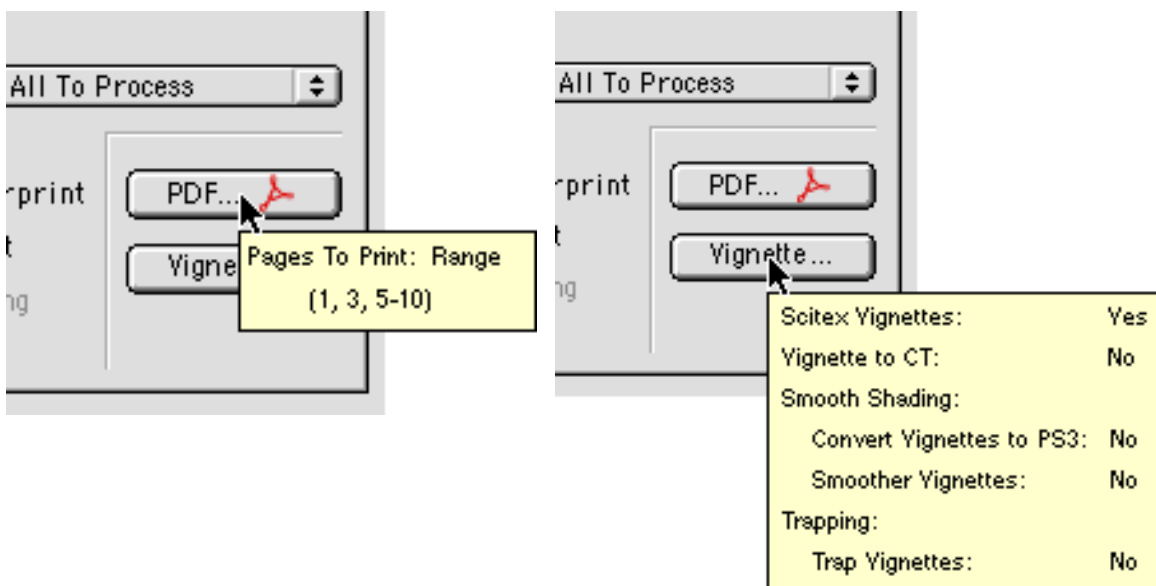 All To Process
rprint
PDF...
t
Vigne
ng
Pages To Print: Range
(1, 3, 5-10)
All To Process
rprint
PDF...
t
Vignette...
ng
Scitex Vignettes: Yes
Vignette to CT: No
Smooth Shading:
Convert Vignettes to PS3: No
Smoother Vignettes: No
Trapping:
Trap Vignettes: No